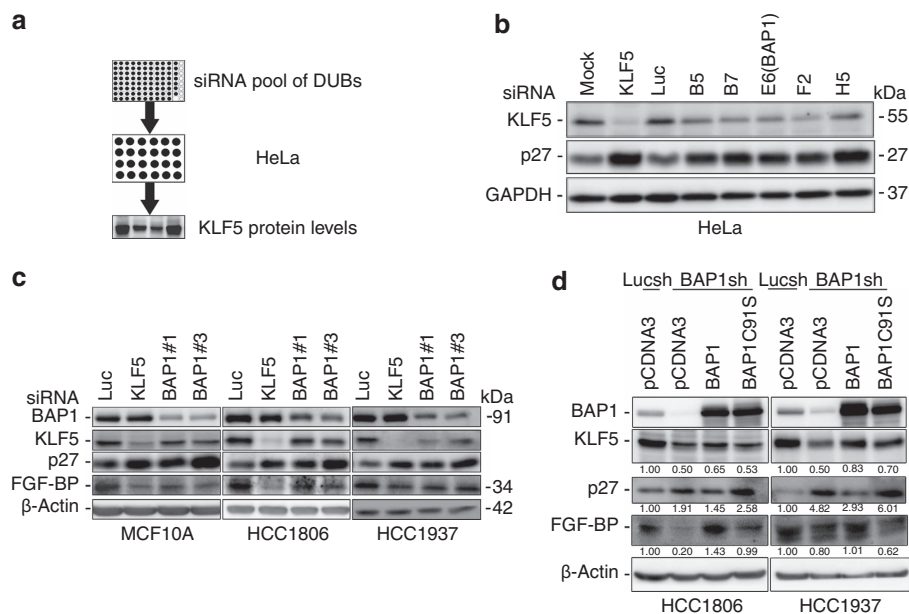 a
siRNA pool of DUBs
HeLa
KLF5 protein levels
b
siRNA
Mock
KLF5
Luc
B5
B7
E6(BAP1)
F2
H5
kDa
KLF5 -
-55
p27 -
-27
GAPDH -
-37
HeLa
c
siRNA
Luc
KLF5
BAP1#1
BAP1#3
Luc
KLF5
BAP1#1
BAP1#3
Luc
KLF5
BAP1#1
BAP1#3
kDa
BAP1 -
-91
KLF5 -
p27 -
FGF-BP -
-34
β-Actin -
-42
MCF10A
HCC1806
HCC1937
d
Lucsh BAP1sh Lucsh BAP1sh
pCDNA3
pCDNA3
BAP1
BAP1C91S
pCDNA3
pCDNA3
BAP1
BAP1C91S
BAP1 -
KLF5 -
1.00 0.50 0.65 0.53 1.00 0.50 0.83 0.70
p27 -
1.00 1.91 1.45 2.58 1.00 4.82 2.93 6.01
FGF-BP -
1.00 0.20 1.43 0.99 1.00 0.80 1.01 0.62
β-Actin -
HCC1806
HCC1937